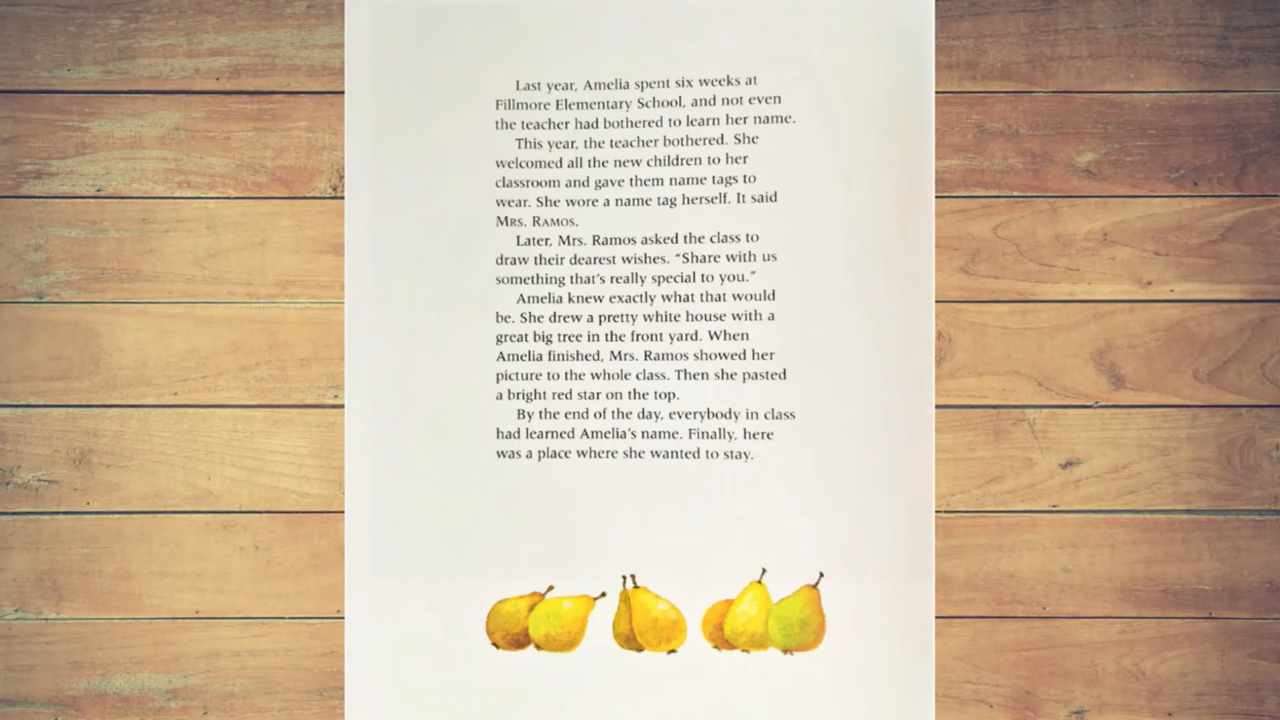 Last year, Amelia spent six weeks at
Fillmore Elementary School, and not even
the teacher had bothered to learn her name.
This year, the teacher bothered. She
welcomed all the new children to her
classroom and gave them name tags to
wear. She wore a name tag herself. It said
MRS. RAMOS.
Later, Mrs. Ramos asked the class to
draw their dearest wishes. “Share with us
something that’s really special to you.”
Amelia knew exactly what that would
be. She drew a pretty white house with a
great big tree in the front yard. When
Amelia finished, Mrs. Ramos showed her
picture to the whole class. Then she pasted
a bright red star on the top.
By the end of the day, everybody in class
had learned Amelia’s name. Finally, here
was a place where she wanted to stay.